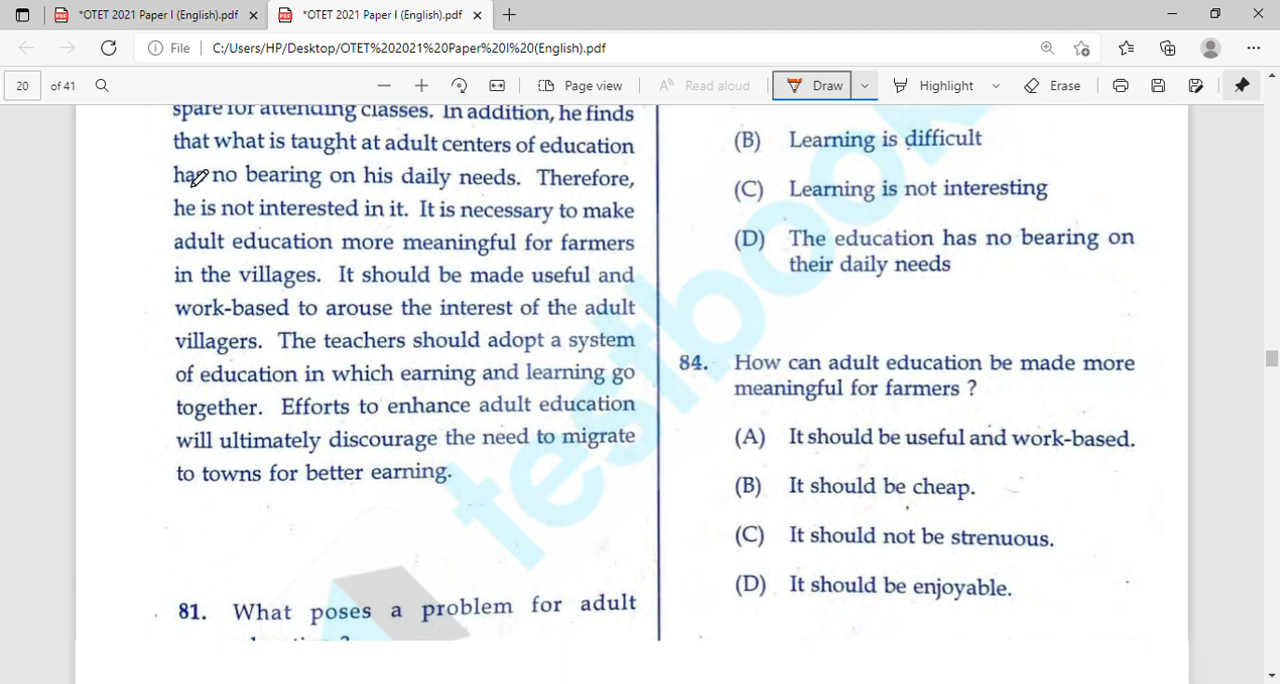 *OTET 2021 Paper I (English).pdf
*OTET 2021 Paper I (English).pdf
File
C:/Users/HP/Desktop/OTET%202021%20Paper%20I%20(English).pdf
20 of 41
Page view
Read aloud
Draw
Highlight
Erase
spare for attending classes. In addition, he finds
that what is taught at adult centers of education
no bearing on his daily needs. Therefore,
he is not interested in it. It is necessary to make
adult education more meaningful for farmers
in the villages. It should be made useful and
work-based to arouse the interest of the adult
villagers. The teachers should adopt a system
of education in which earning and learning go
together. Efforts to enhance adult education
will ultimately discourage the need to migrate
to towns for better earning.
81. What poses a problem for adult
(B) Learning is difficult
(C) Learning is not interesting
(D) The education has no bearing on
their daily needs
84. How can adult education be made more
meaningful for farmers ?
(A) It should be useful and work-based.
(B) It should be cheap.
(C) It should not be strenuous.
(D) It should be enjoyable.
testbook